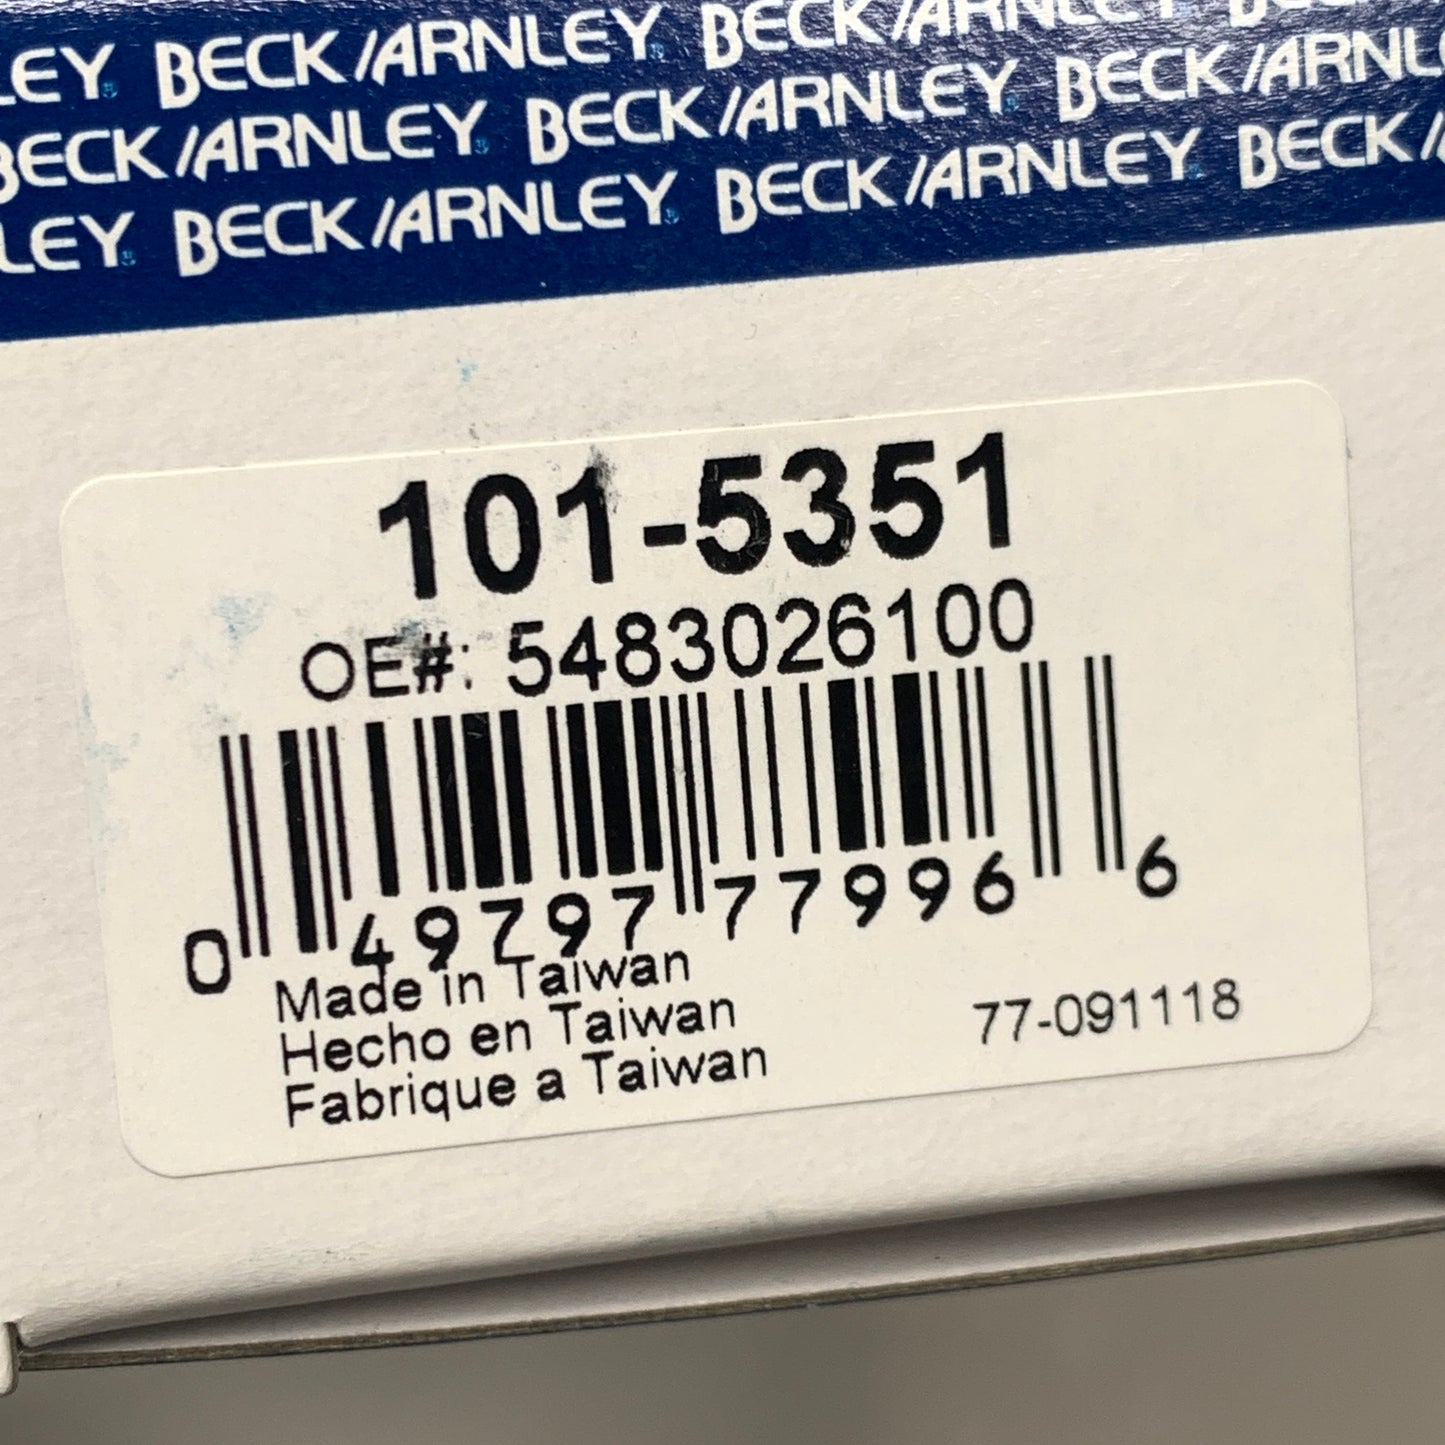 LEY BECK/ARNLEY BECK/ARNLEY BECK
BECK/ARNLEY BECK/ARNLEY BECK/ARNL
LEY BECK/ARNLEY BECK/ARNLEY BECK/
101-5351
OE#: 5483026100
0 49797 77996 6
Made in Taiwan
Hecho en Taiwan
Fabrique a Taiwan
77-091118